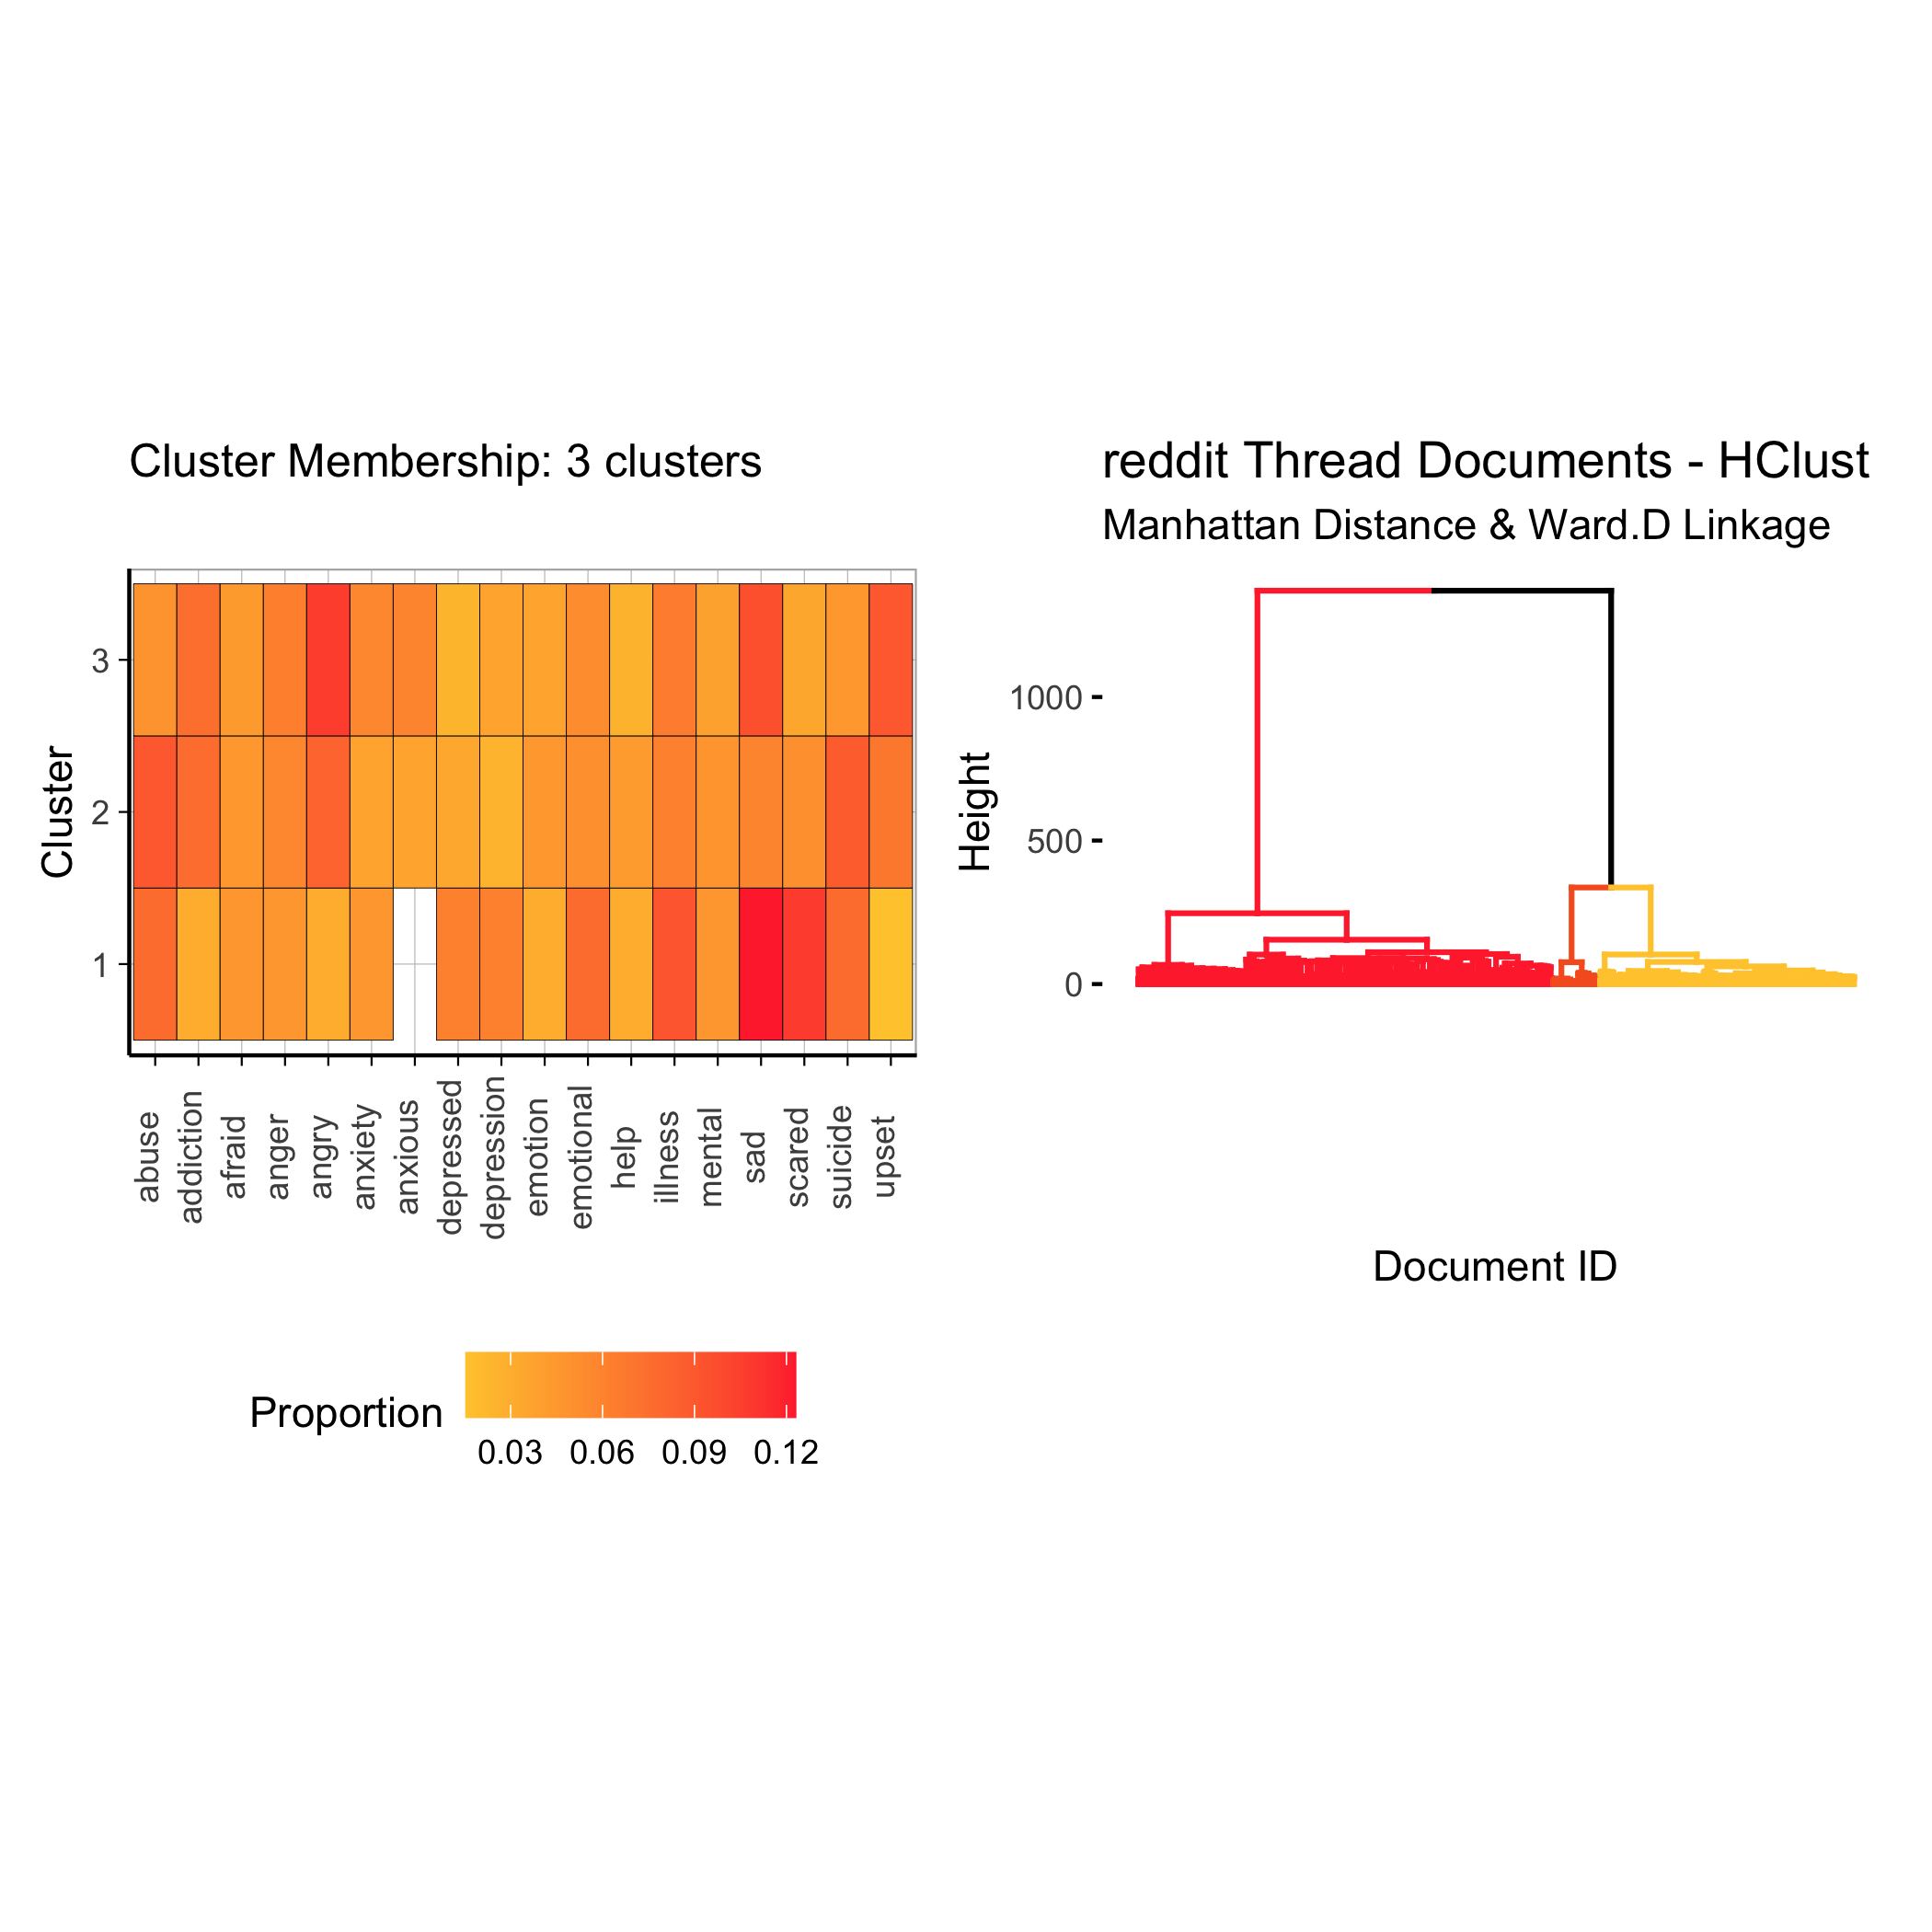 Cluster Membership: 3 clusters
Cluster
3
2
1
abuse
addiction
afraid
anger
angry
anxiety
anxious
depressed
depression
emotion
emotional
help
illness
mental
sad
scared
suicide
upset
Proportion
0.03 0.06 0.09 0.12
reddit Thread Documents - HClust
Manhattan Distance & Ward.D Linkage
Height
1000
500
0
Document ID